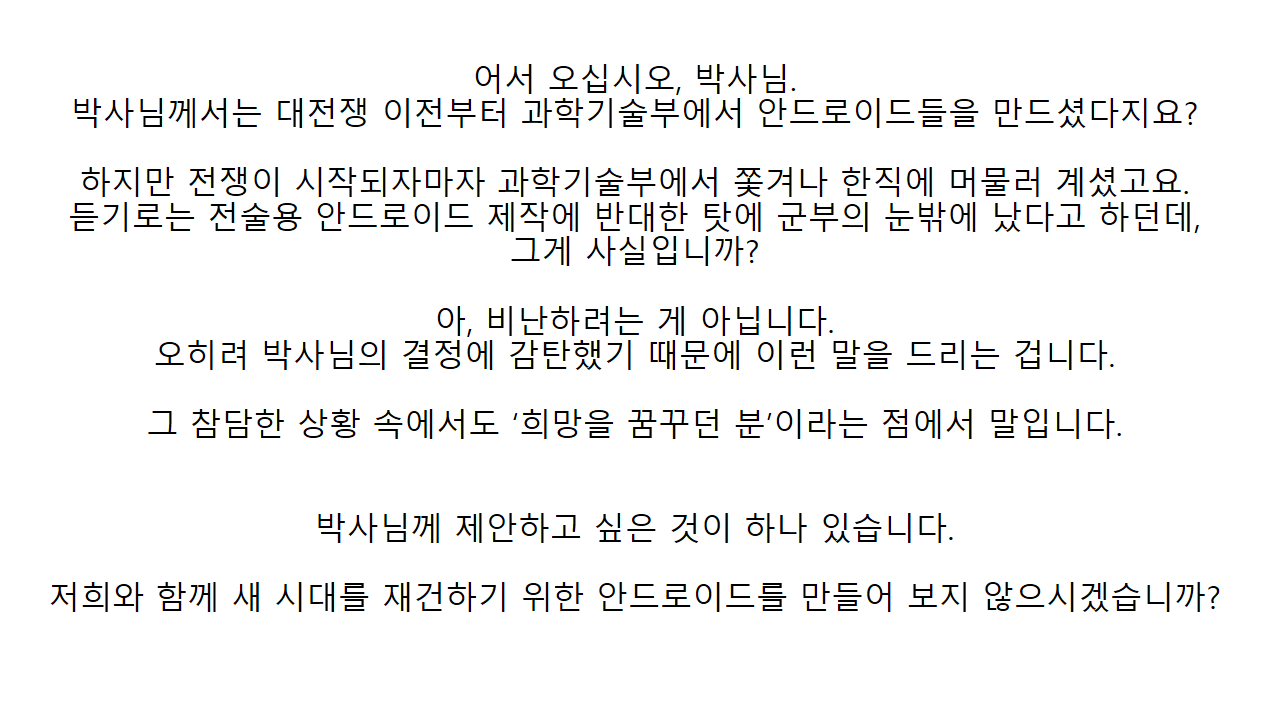 어서 오십시오, 박사님.
박사님께서는 대전쟁 이전부터 과학기술부에서 안드로이드들을 만드셨다지요?
하지만 전쟁이 시작되자마자 과학기술부에서 쫓겨나 한직에 머물러 계셨고요.
듣기로는 전술용 안드로이드 제작에 반대한 탓에 군부의 눈밖에 났다고 하던데,
그게 사실입니까?
아, 비난하려는 게 아닙니다.
오히려 박사님의 결정에 감탄했기 때문에 이런 말을 드리는 겁니다.
그 참담한 상황 속에서도 ‘희망을 꿈꾸던 분’이라는 점에서 말입니다.
박사님께 제안하고 싶은 것이 하나 있습니다.
저희와 함께 새 시대를 재건하기 위한 안드로이드를 만들어 보지 않으시겠습니까?